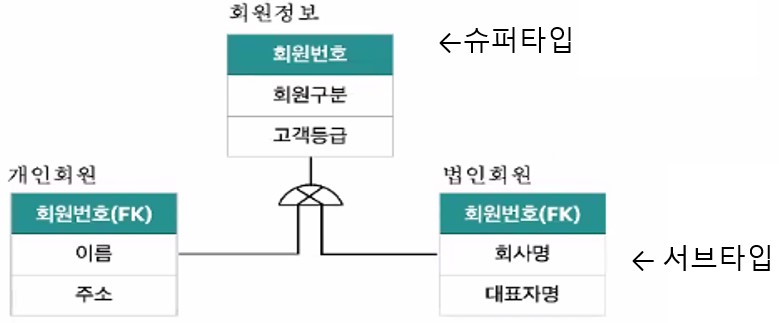 회원정보
←슈퍼타입
회원번호
회원구분
고객등급
개인회원
회원번호(FK)
이름
주소
법인회원
회원번호(FK)
회사명
대표자명
← 서브타입